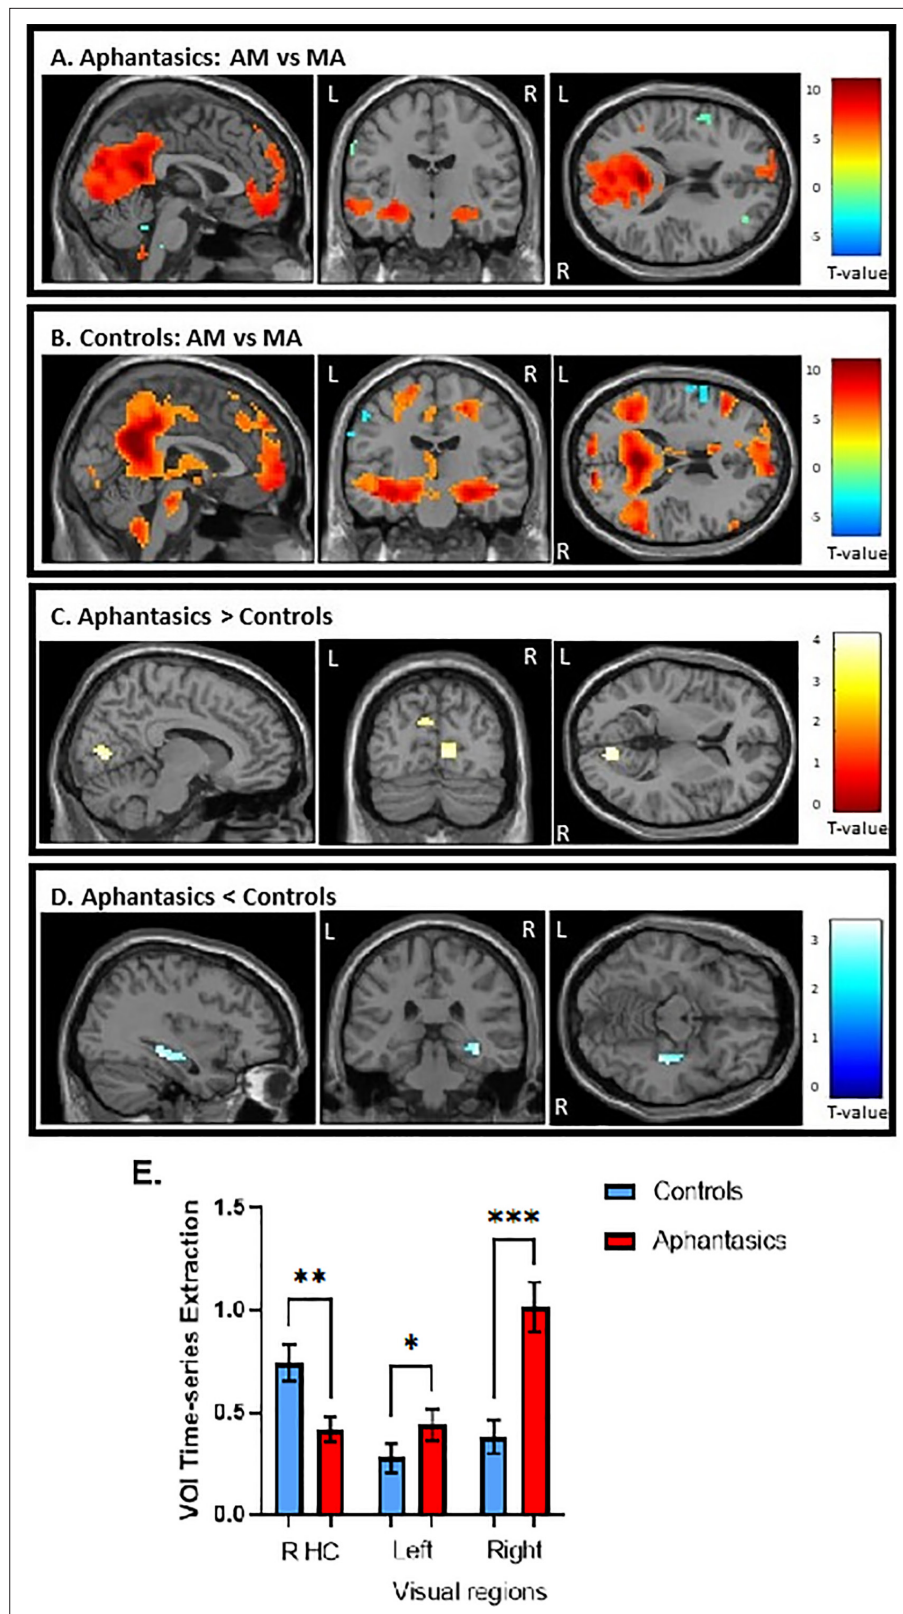 A. Aphantasics: AM vs MA
L R L
R
10
5
0
-5
T-value
B. Controls: AM vs MA
L R L
R
10
5
0
-5
T-value
C. Aphantasics > Controls
L R L
R
4
3
2
1
0
T-value
D. Aphantasics < Controls
L R L
R
3
2
1
0
T-value
E.
Controls
Aphantasics
VOI Time-series Extraction
1.5
1.0
0.5
0.0
** * ***
R HC Left Right
Visual regions